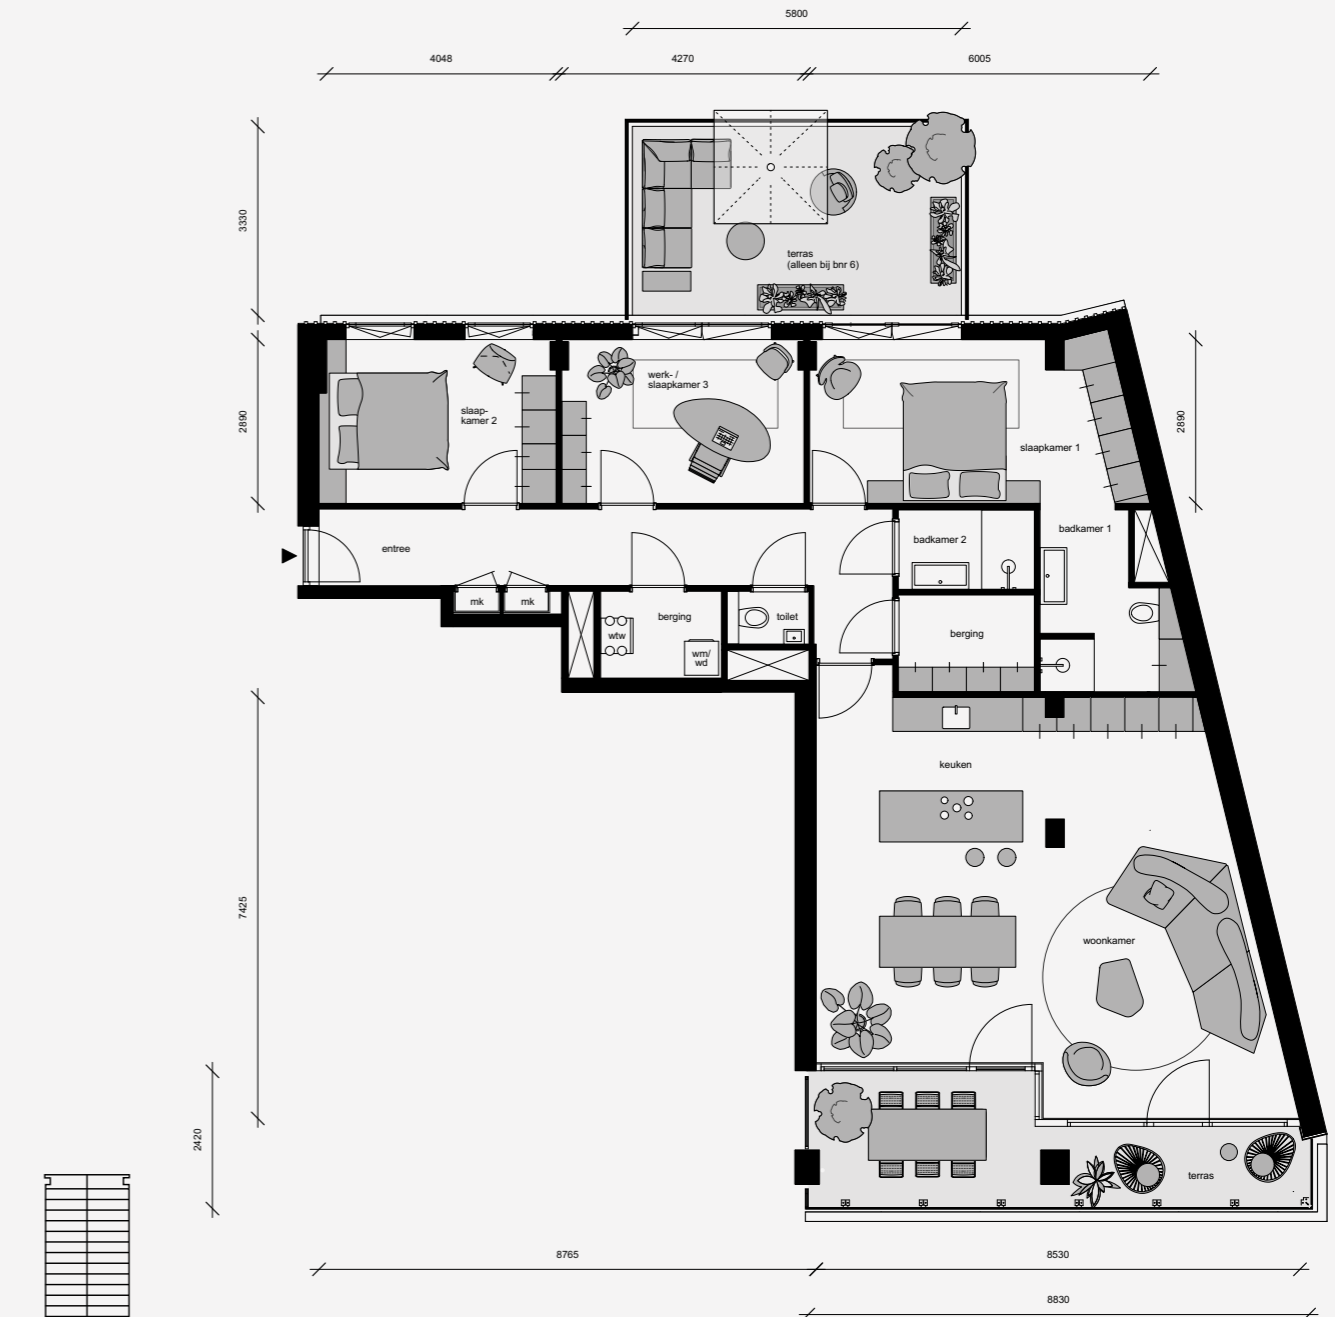 5800
4048
4270
6005
3330
terras
(alleen bij bnr 6)
2890
slaap-
kamer 2
werk- /
slaapkamer 3
slaapkamer 1
2890
entree
badkamer 2
badkamer 1
mk
mk
wtw
berging
wm/
wd
toilet
berging
keuken
7425
woonkamer
2420
terras
8765
8530
8830